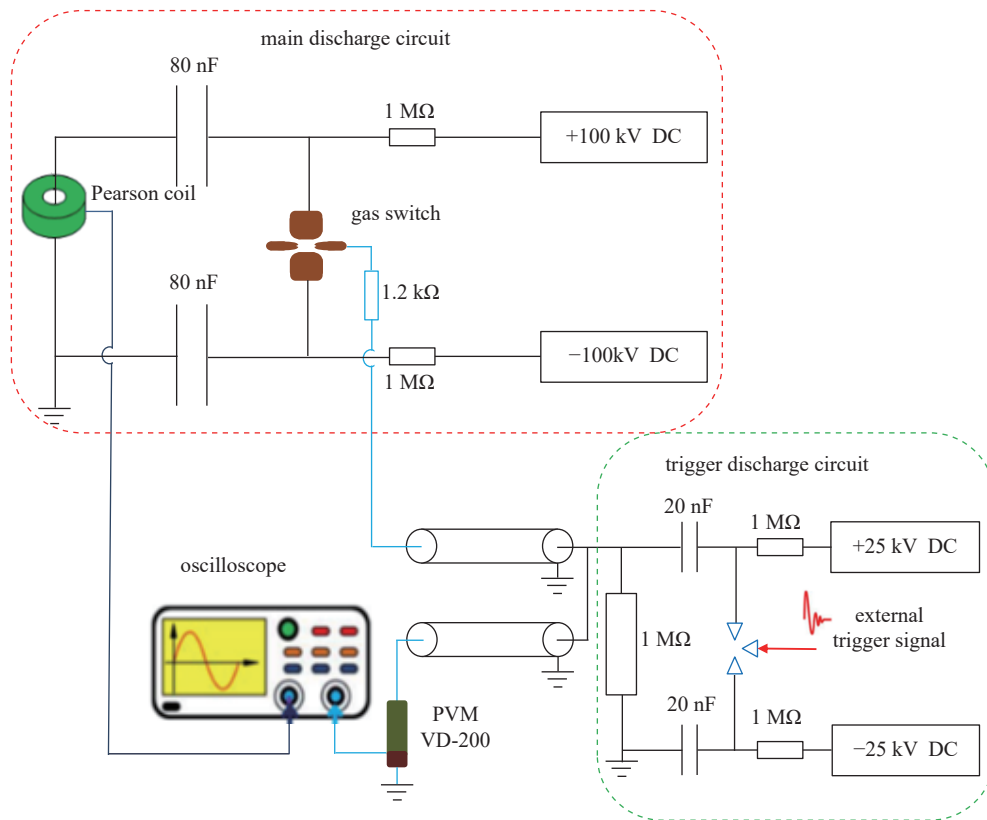 main discharge circuit
80 nF
1 MΩ
+100 kV  DC
Pearson coil
gas switch
80 nF
1.2 kΩ
−100kV  DC
1 MΩ
trigger discharge circuit
20 nF
1 MΩ
+25 kV  DC
oscilloscope
external
trigger signal
1 MΩ
20 nF
1 MΩ
−25 kV  DC
PVM
VD-200